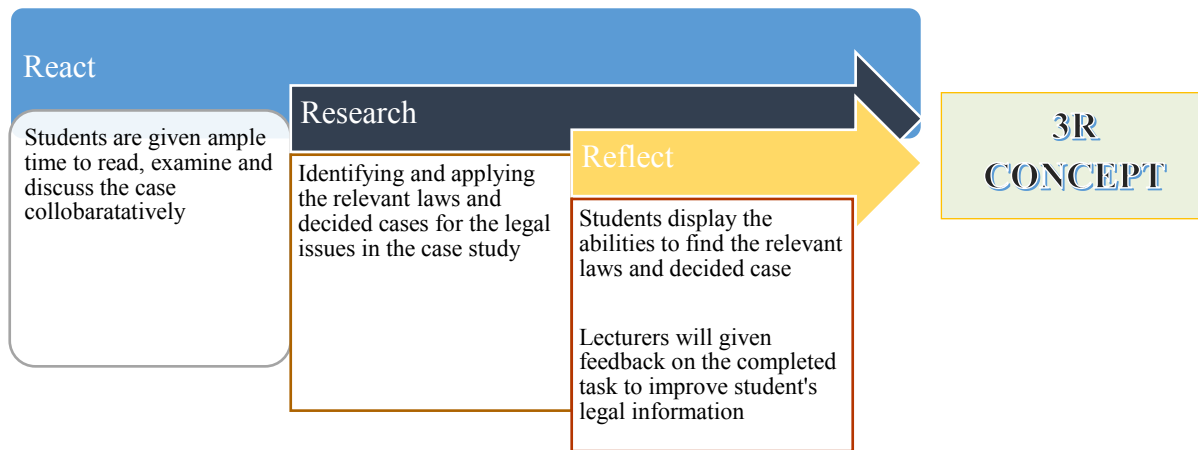 React
Students are given ample
time to read, examine and
discuss the case
collobaratatively
Research
Identifying and applying
the relevant laws and
decided cases for the legal
issues in the case study
Reflect
Students display the
abilities to find the relevant
laws and decided case
Lecturers will given
feedback on the completed
task to improve student's
legal information
3R
CONCEPT